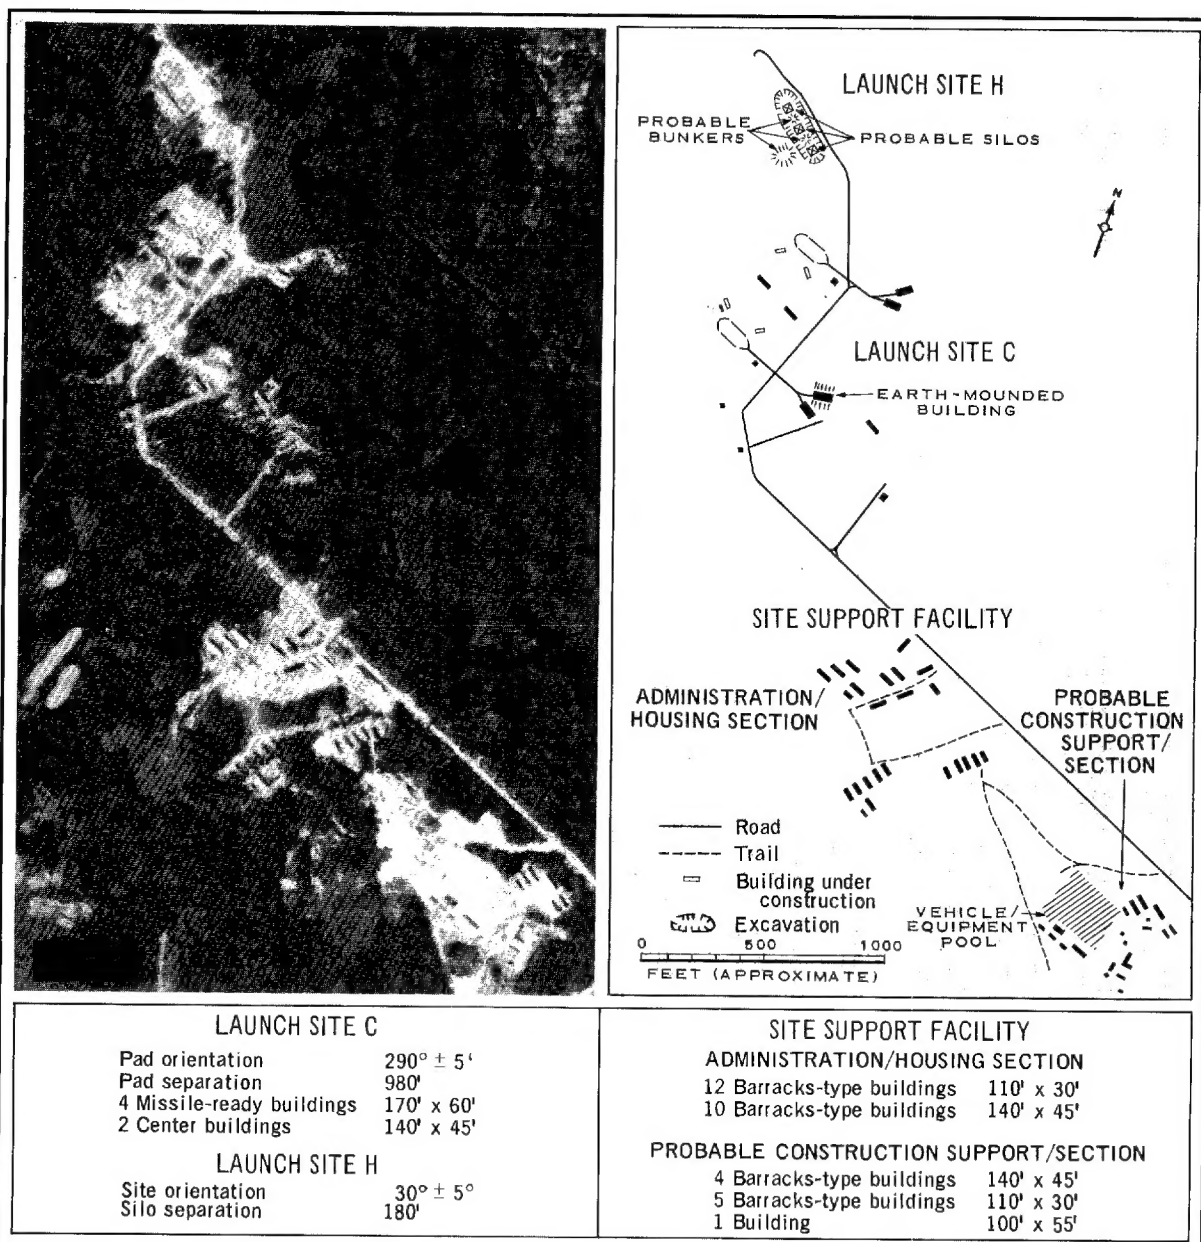 LAUNCH SITE H
PROBABLE
BUNKERS
PROBABLE SILOS
N
LAUNCH SITE C
EARTH-MOUNDED
BUILDING
SITE SUPPORT FACILITY
ADMINISTRATION/
HOUSING SECTION
PROBABLE
CONSTRUCTION
SUPPORT/
SECTION
Road
Trail
Building under
construction
Excavation
VEHICLE/
EQUIPMENT
POOL
0 500 1000
FEET (APPROXIMATE)
LAUNCH SITE C
Pad orientation 290° ± 5'
Pad separation 980'
4 Missile-ready buildings 170' x 60'
2 Center buildings 140' x 45'
LAUNCH SITE H
Site orientation 30° ± 5°
Silo separation 180'
SITE SUPPORT FACILITY
ADMINISTRATION/HOUSING SECTION
12 Barracks-type buildings 110' x 30'
10 Barracks-type buildings 140' x 45'
PROBABLE CONSTRUCTION SUPPORT/SECTION
4 Barracks-type buildings 140' x 45'
5 Barracks-type buildings 110' x 30'
1 Building 100' x 55'